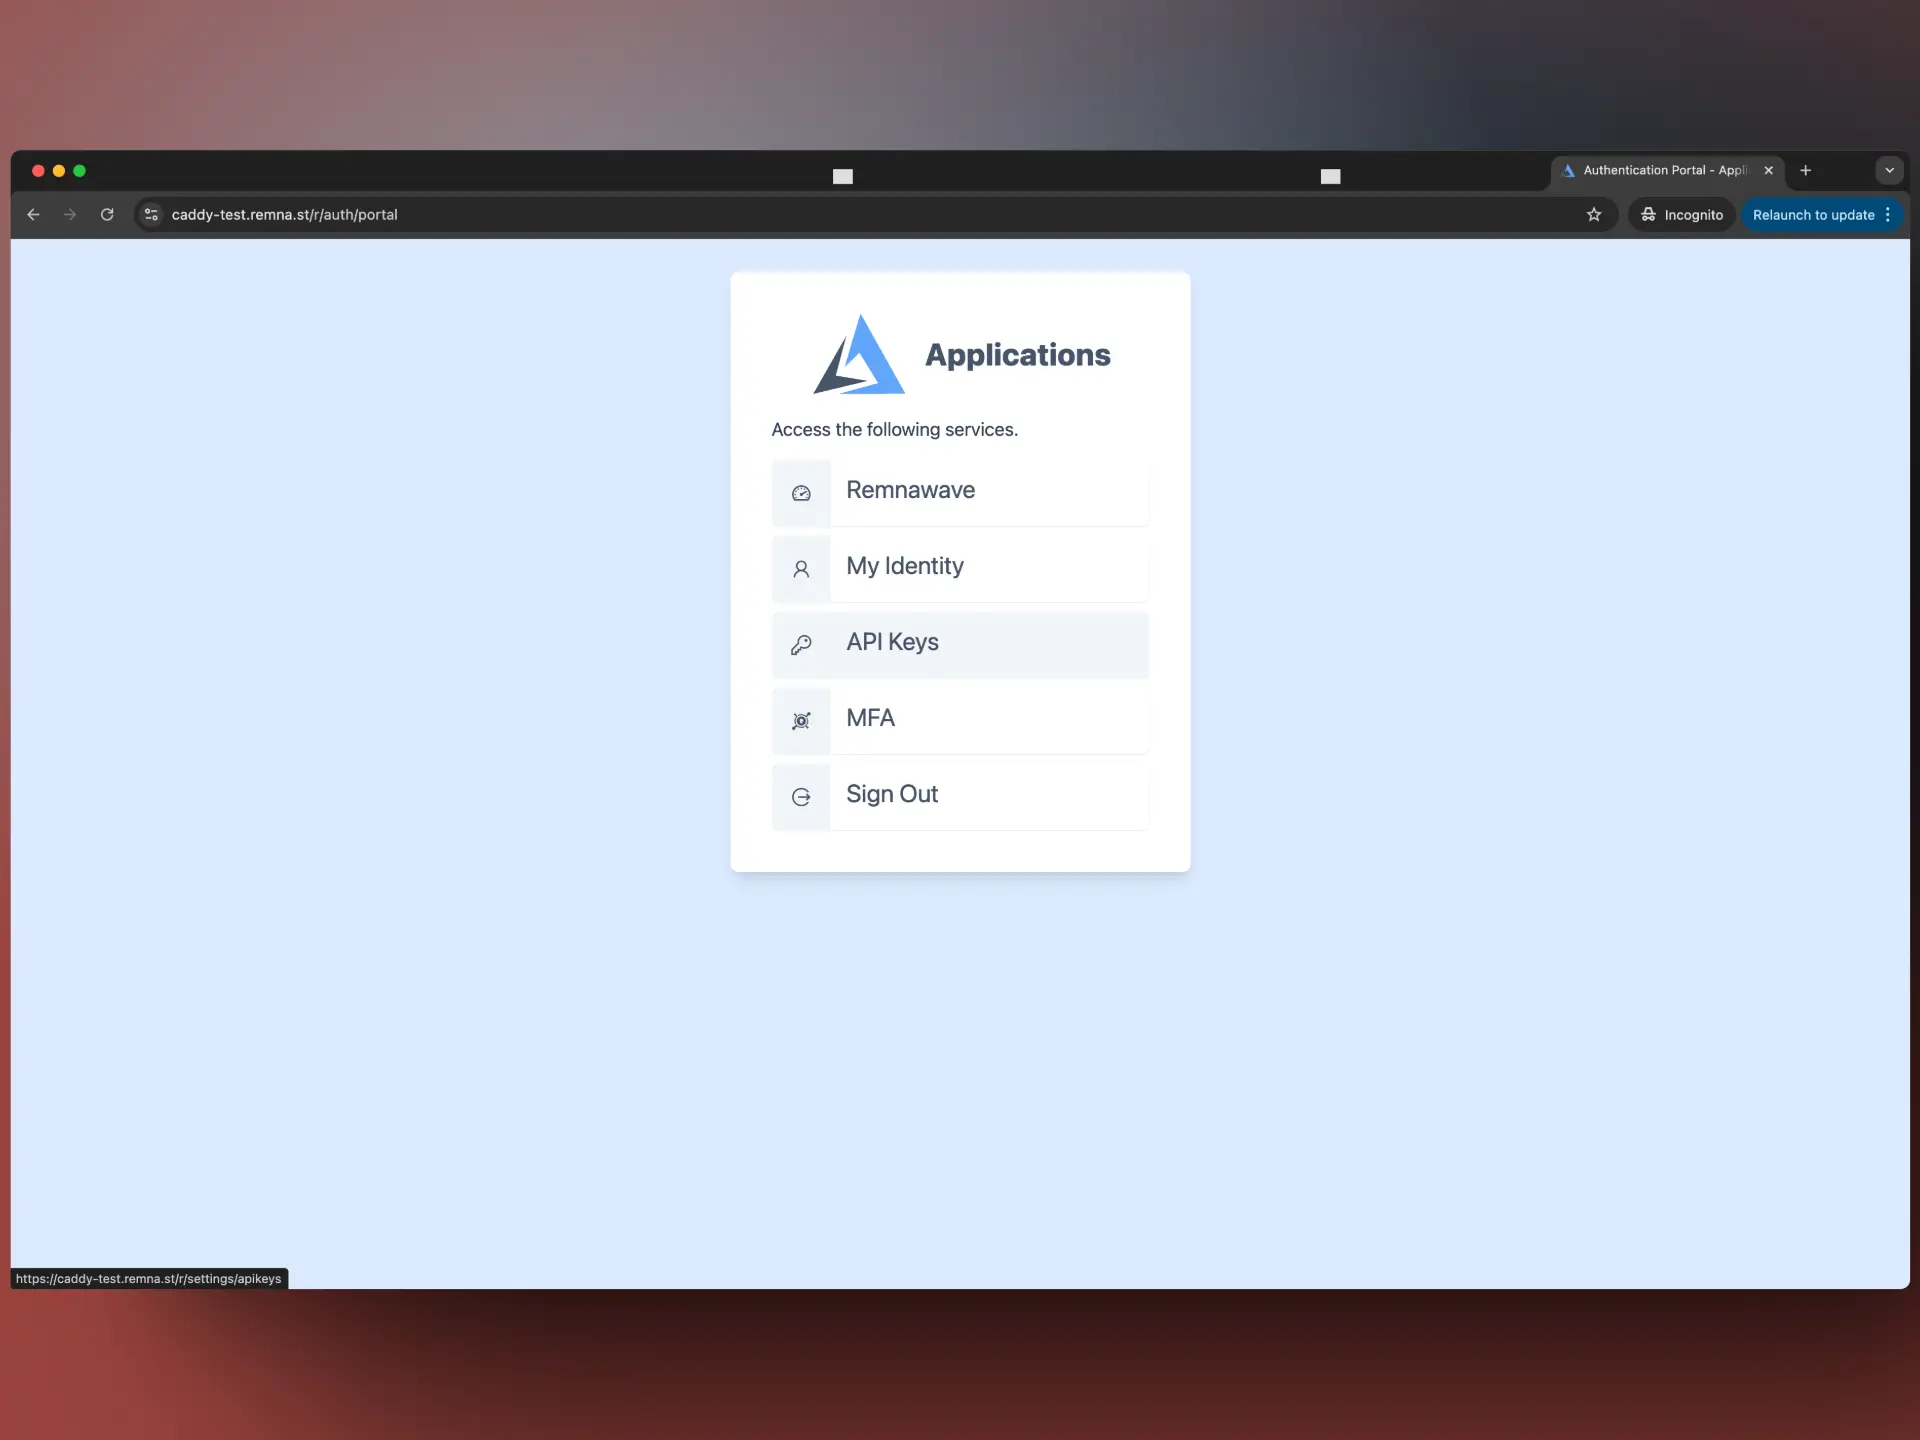 Authentication Portal - Appli
caddy-test.remna.st/r/auth/portal
Incognito
Relaunch to update
Applications
Access the following services.
Remnawave
My Identity
API Keys
MFA
Sign Out
https://caddy-test.remna.st/r/settings/apikeys